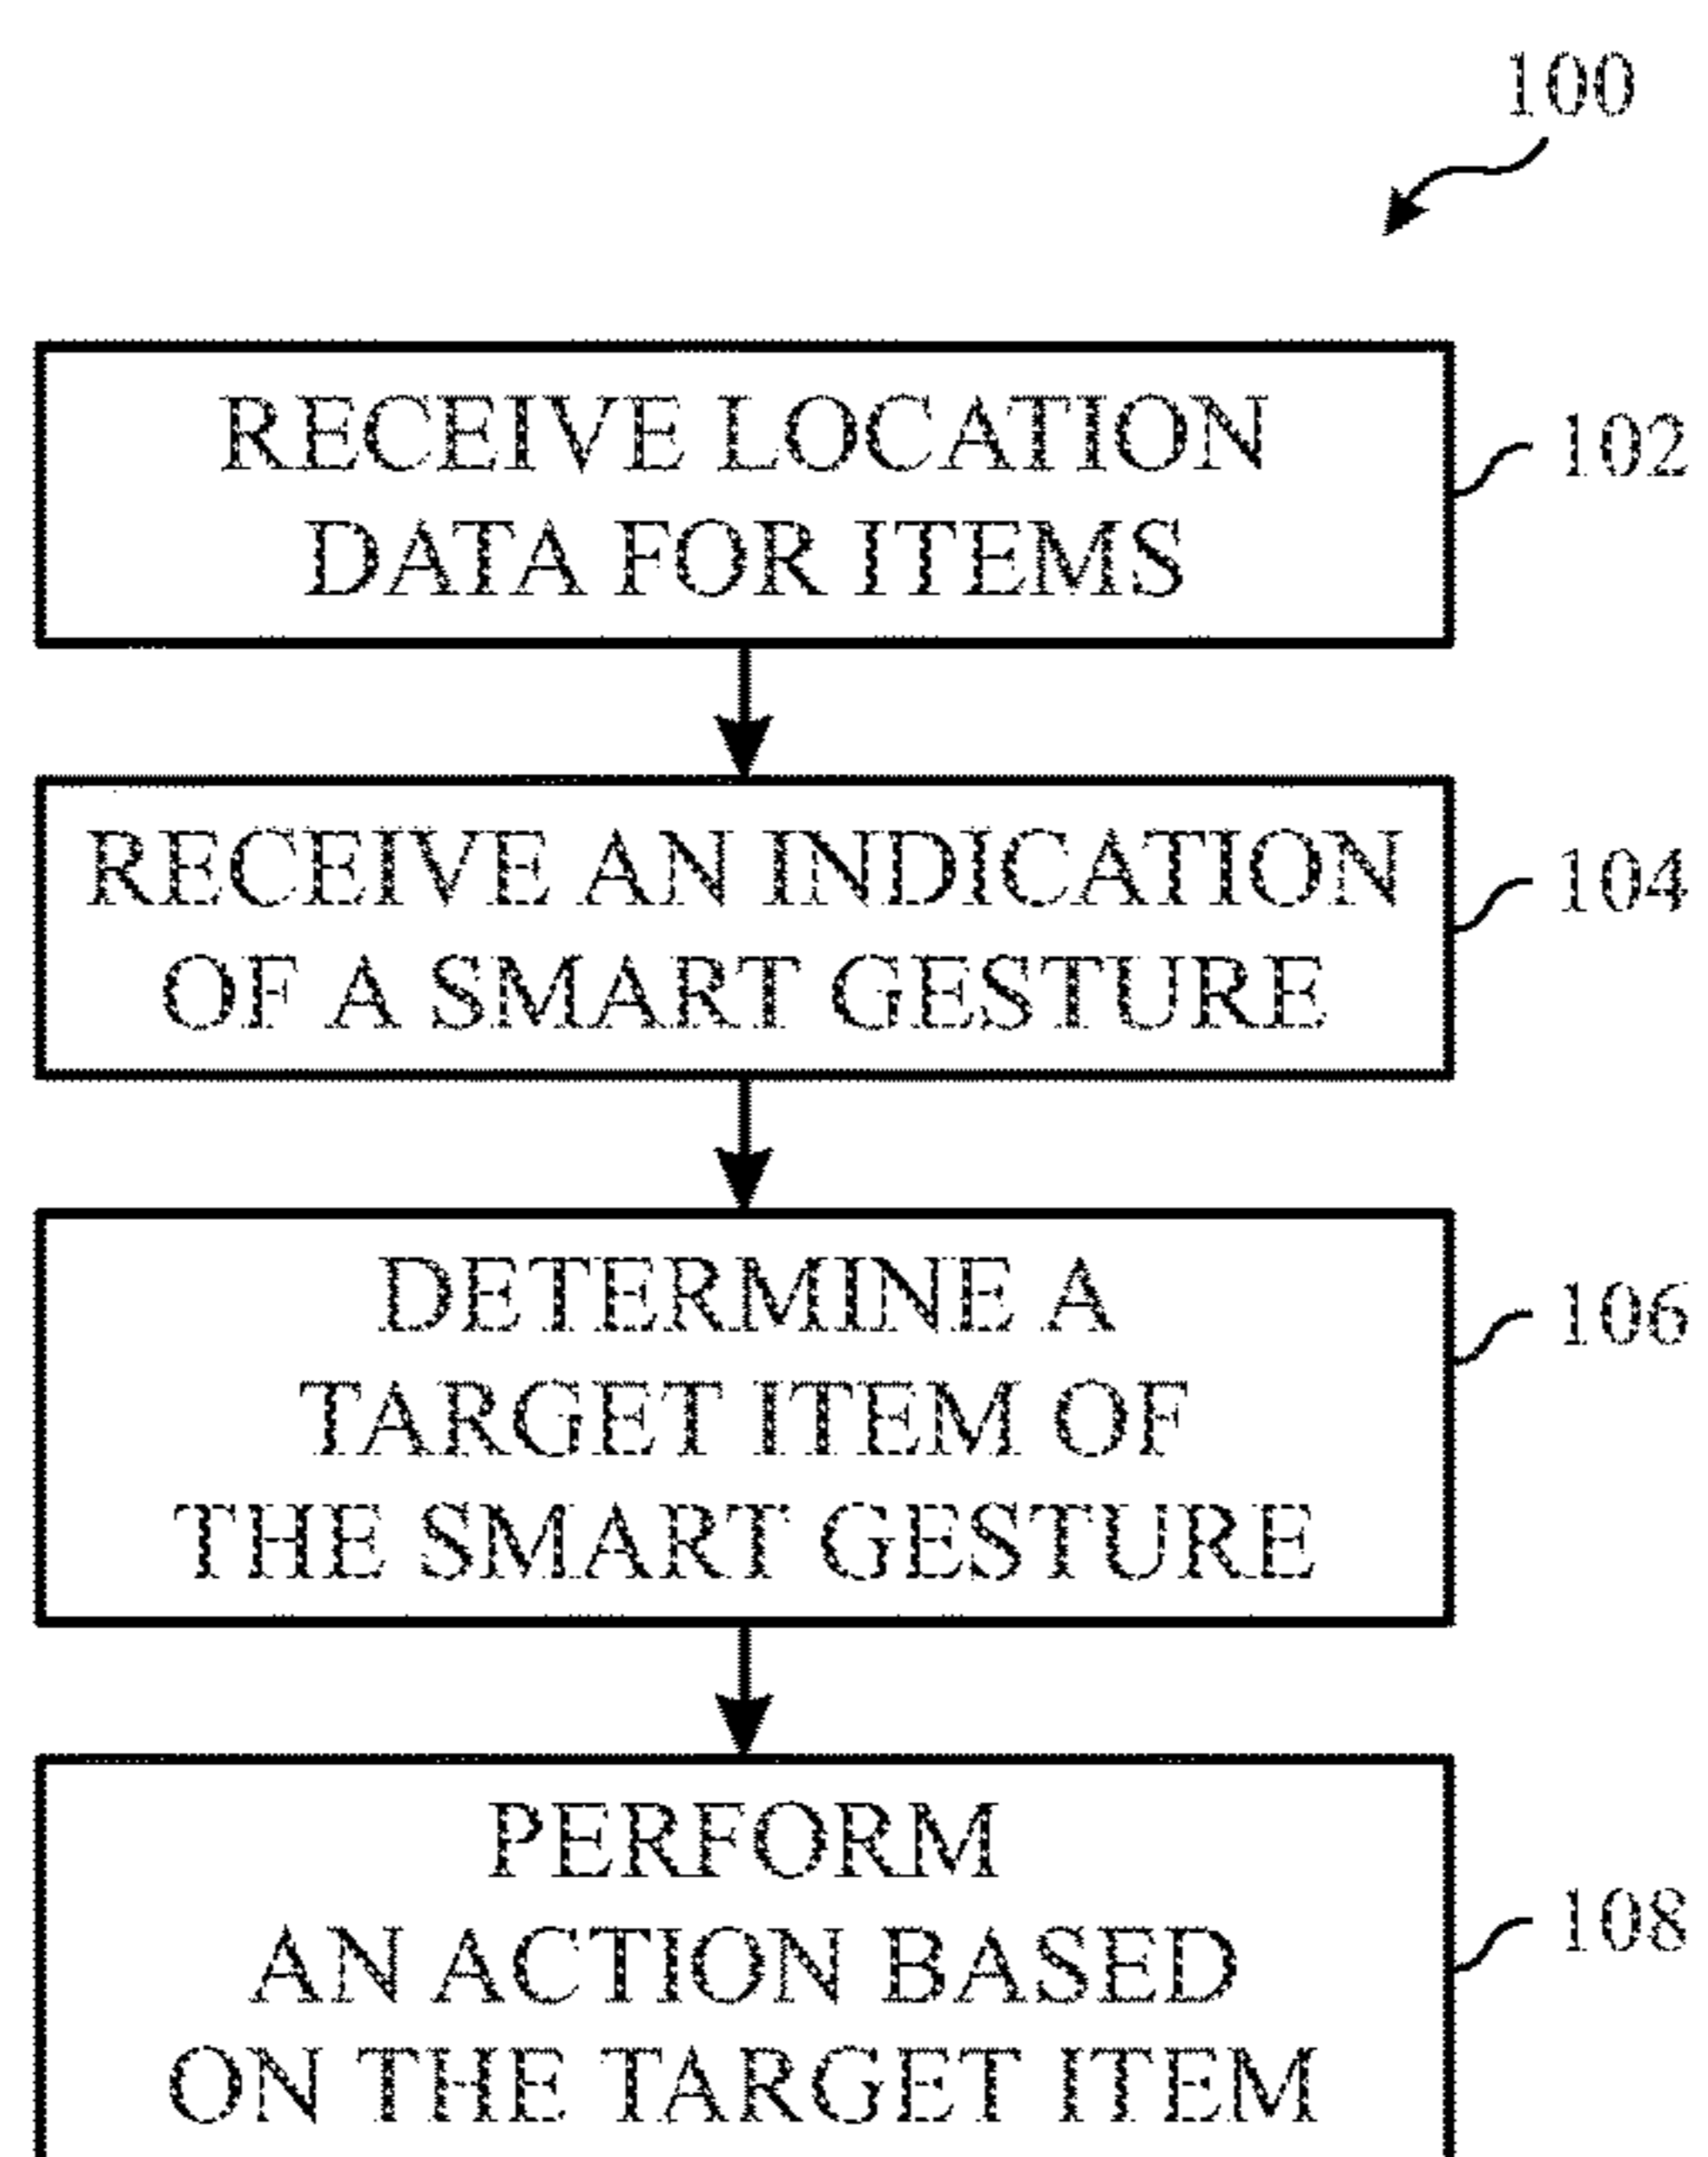 100
RECEIVE LOCATION
DATA FOR ITEMS
102
RECEIVE AN INDICATION
OF A SMART GESTURE
104
DETERMINE A
TARGET ITEM OF
THE SMART GESTURE
106
PERFORM
AN ACTION BASED
ON THE TARGET ITEM
108